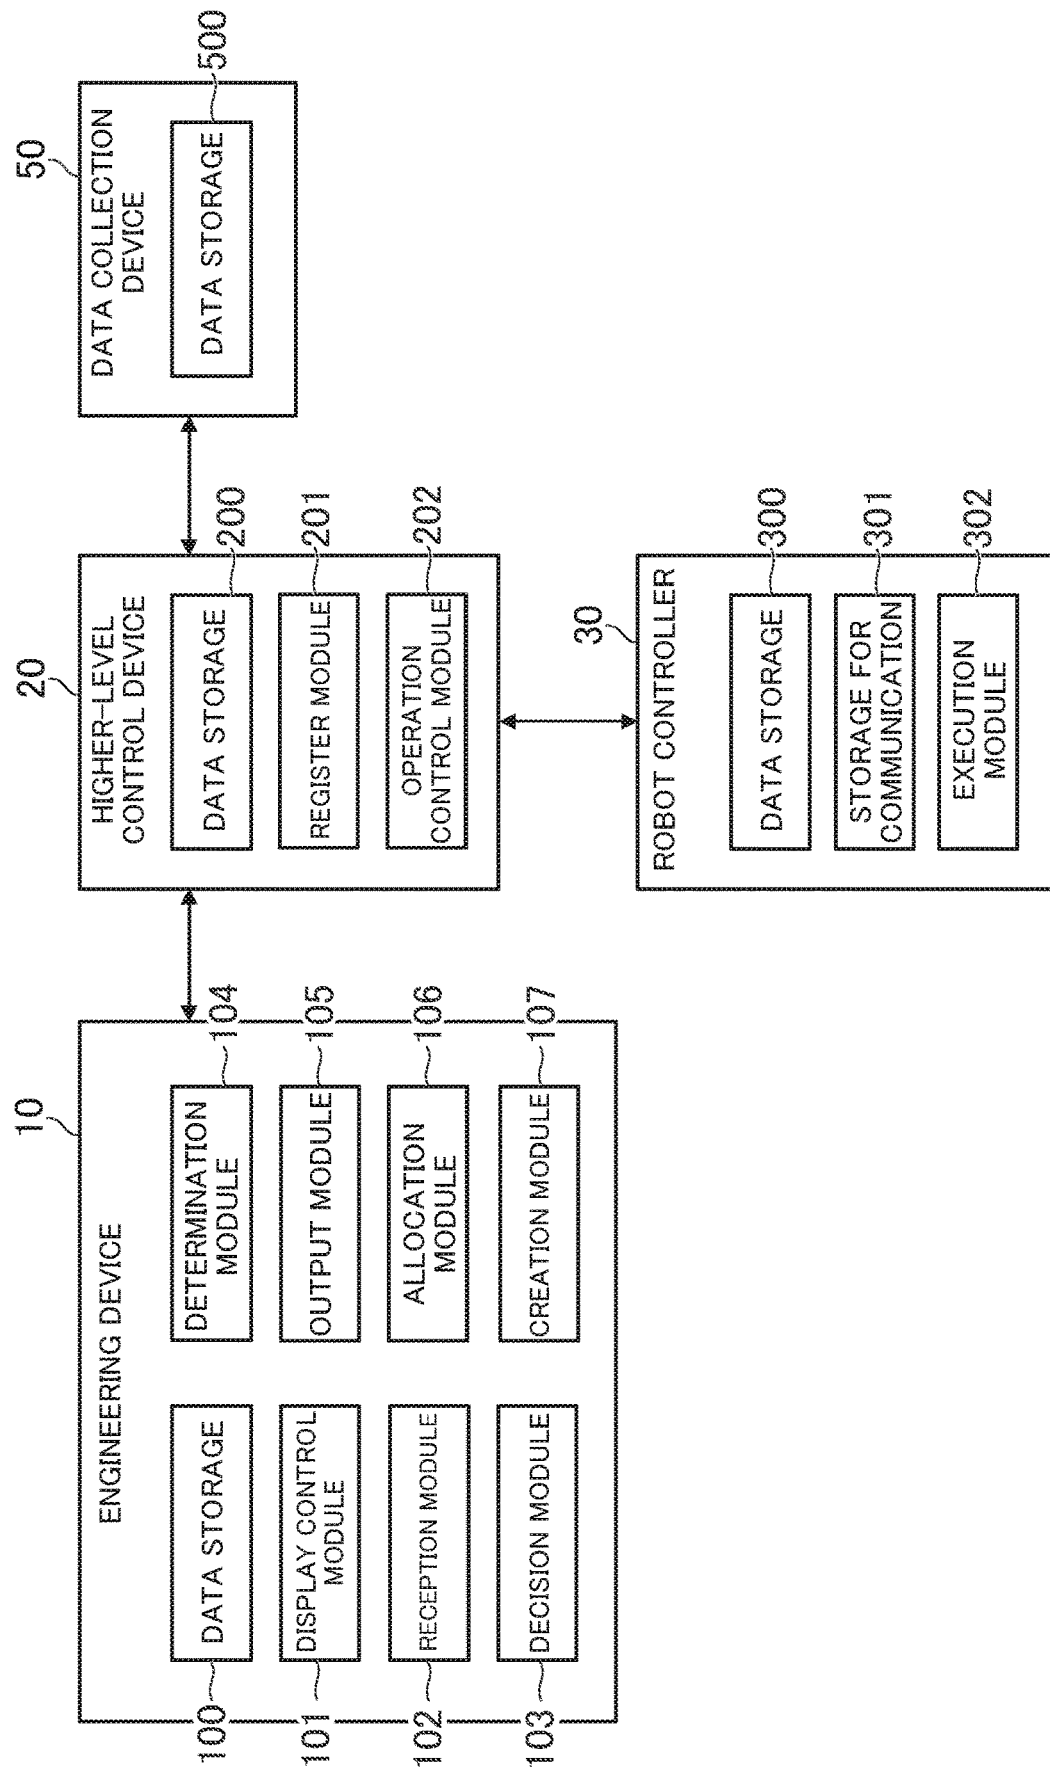 10
ENGINEERING DEVICE
100
DATA STORAGE
101
DISPLAY CONTROL
MODULE
102
RECEPTION MODULE
103
DECISION MODULE
DETERMINATION
MODULE
104
OUTPUT MODULE
105
ALLOCATION
MODULE
106
CREATION MODULE
107
20
HIGHER-LEVEL
CONTROL DEVICE
DATA STORAGE
200
REGISTER MODULE
201
OPERATION
CONTROL MODULE
202
50
DATA COLLECTION
DEVICE
DATA STORAGE
500
30
ROBOT CONTROLLER
DATA STORAGE
300
STORAGE FOR
COMMUNICATION
301
EXECUTION
MODULE
302